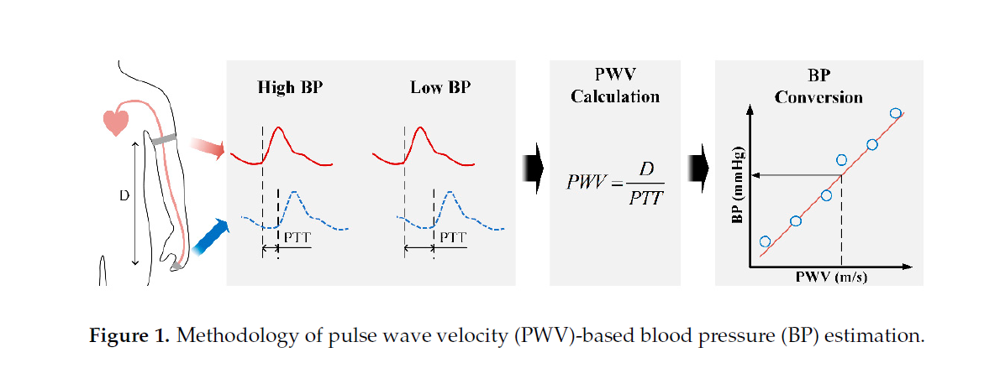 High BP
Low BP
D
PTT
PTT
PWV
Calculation
PWV = D / PTT
BP
Conversion
BP (mmHg)
PWV (m/s)
Figure 1. Methodology of pulse wave velocity (PWV)-based blood pressure (BP) estimation.